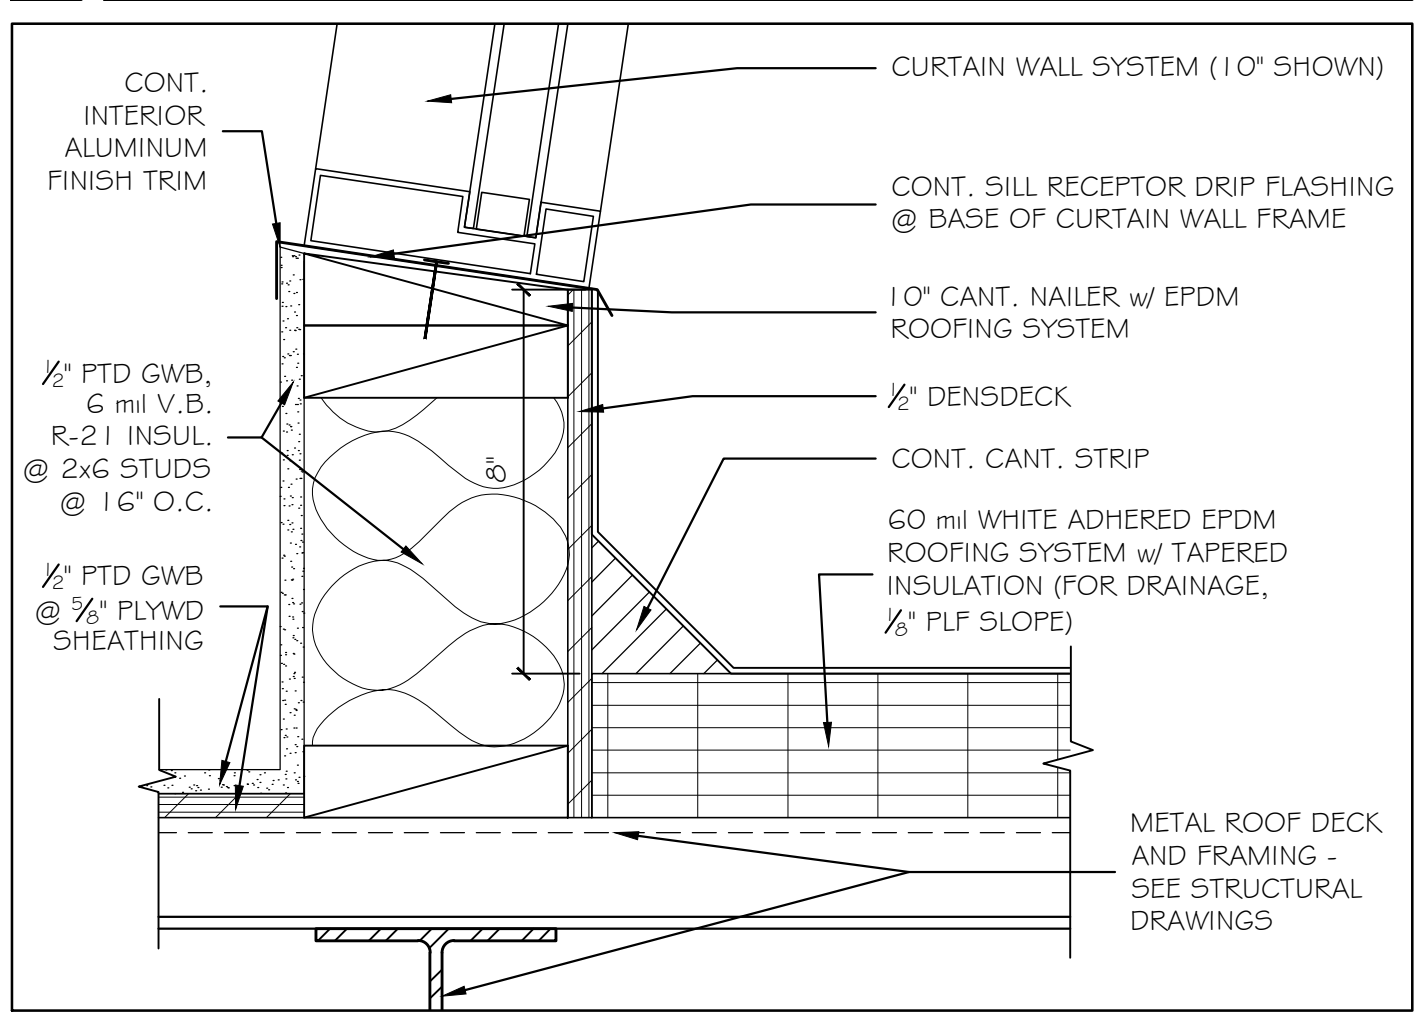 CONT.
INTERIOR
ALUMINUM
FINISH TRIM
½" PTD GWB,
6 mil V.B.
R-21 INSUL.
@ 2x6 STUDS
@ 16" O.C.
½" PTD GWB
@ ⅝" PLYWD
SHEATHING
8"
CURTAIN WALL SYSTEM (10" SHOWN)
CONT. SILL RECEPTOR DRIP FLASHING
@ BASE OF CURTAIN WALL FRAME
10" CANT. NAILER w/ EPDM
ROOFING SYSTEM
½" DENSDECK
CONT. CANT. STRIP
60 mil WHITE ADHERED EPDM
ROOFING SYSTEM w/ TAPERED
INSULATION (FOR DRAINAGE,
⅛" PLF SLOPE)
METAL ROOF DECK
AND FRAMING -
SEE STRUCTURAL
DRAWINGS